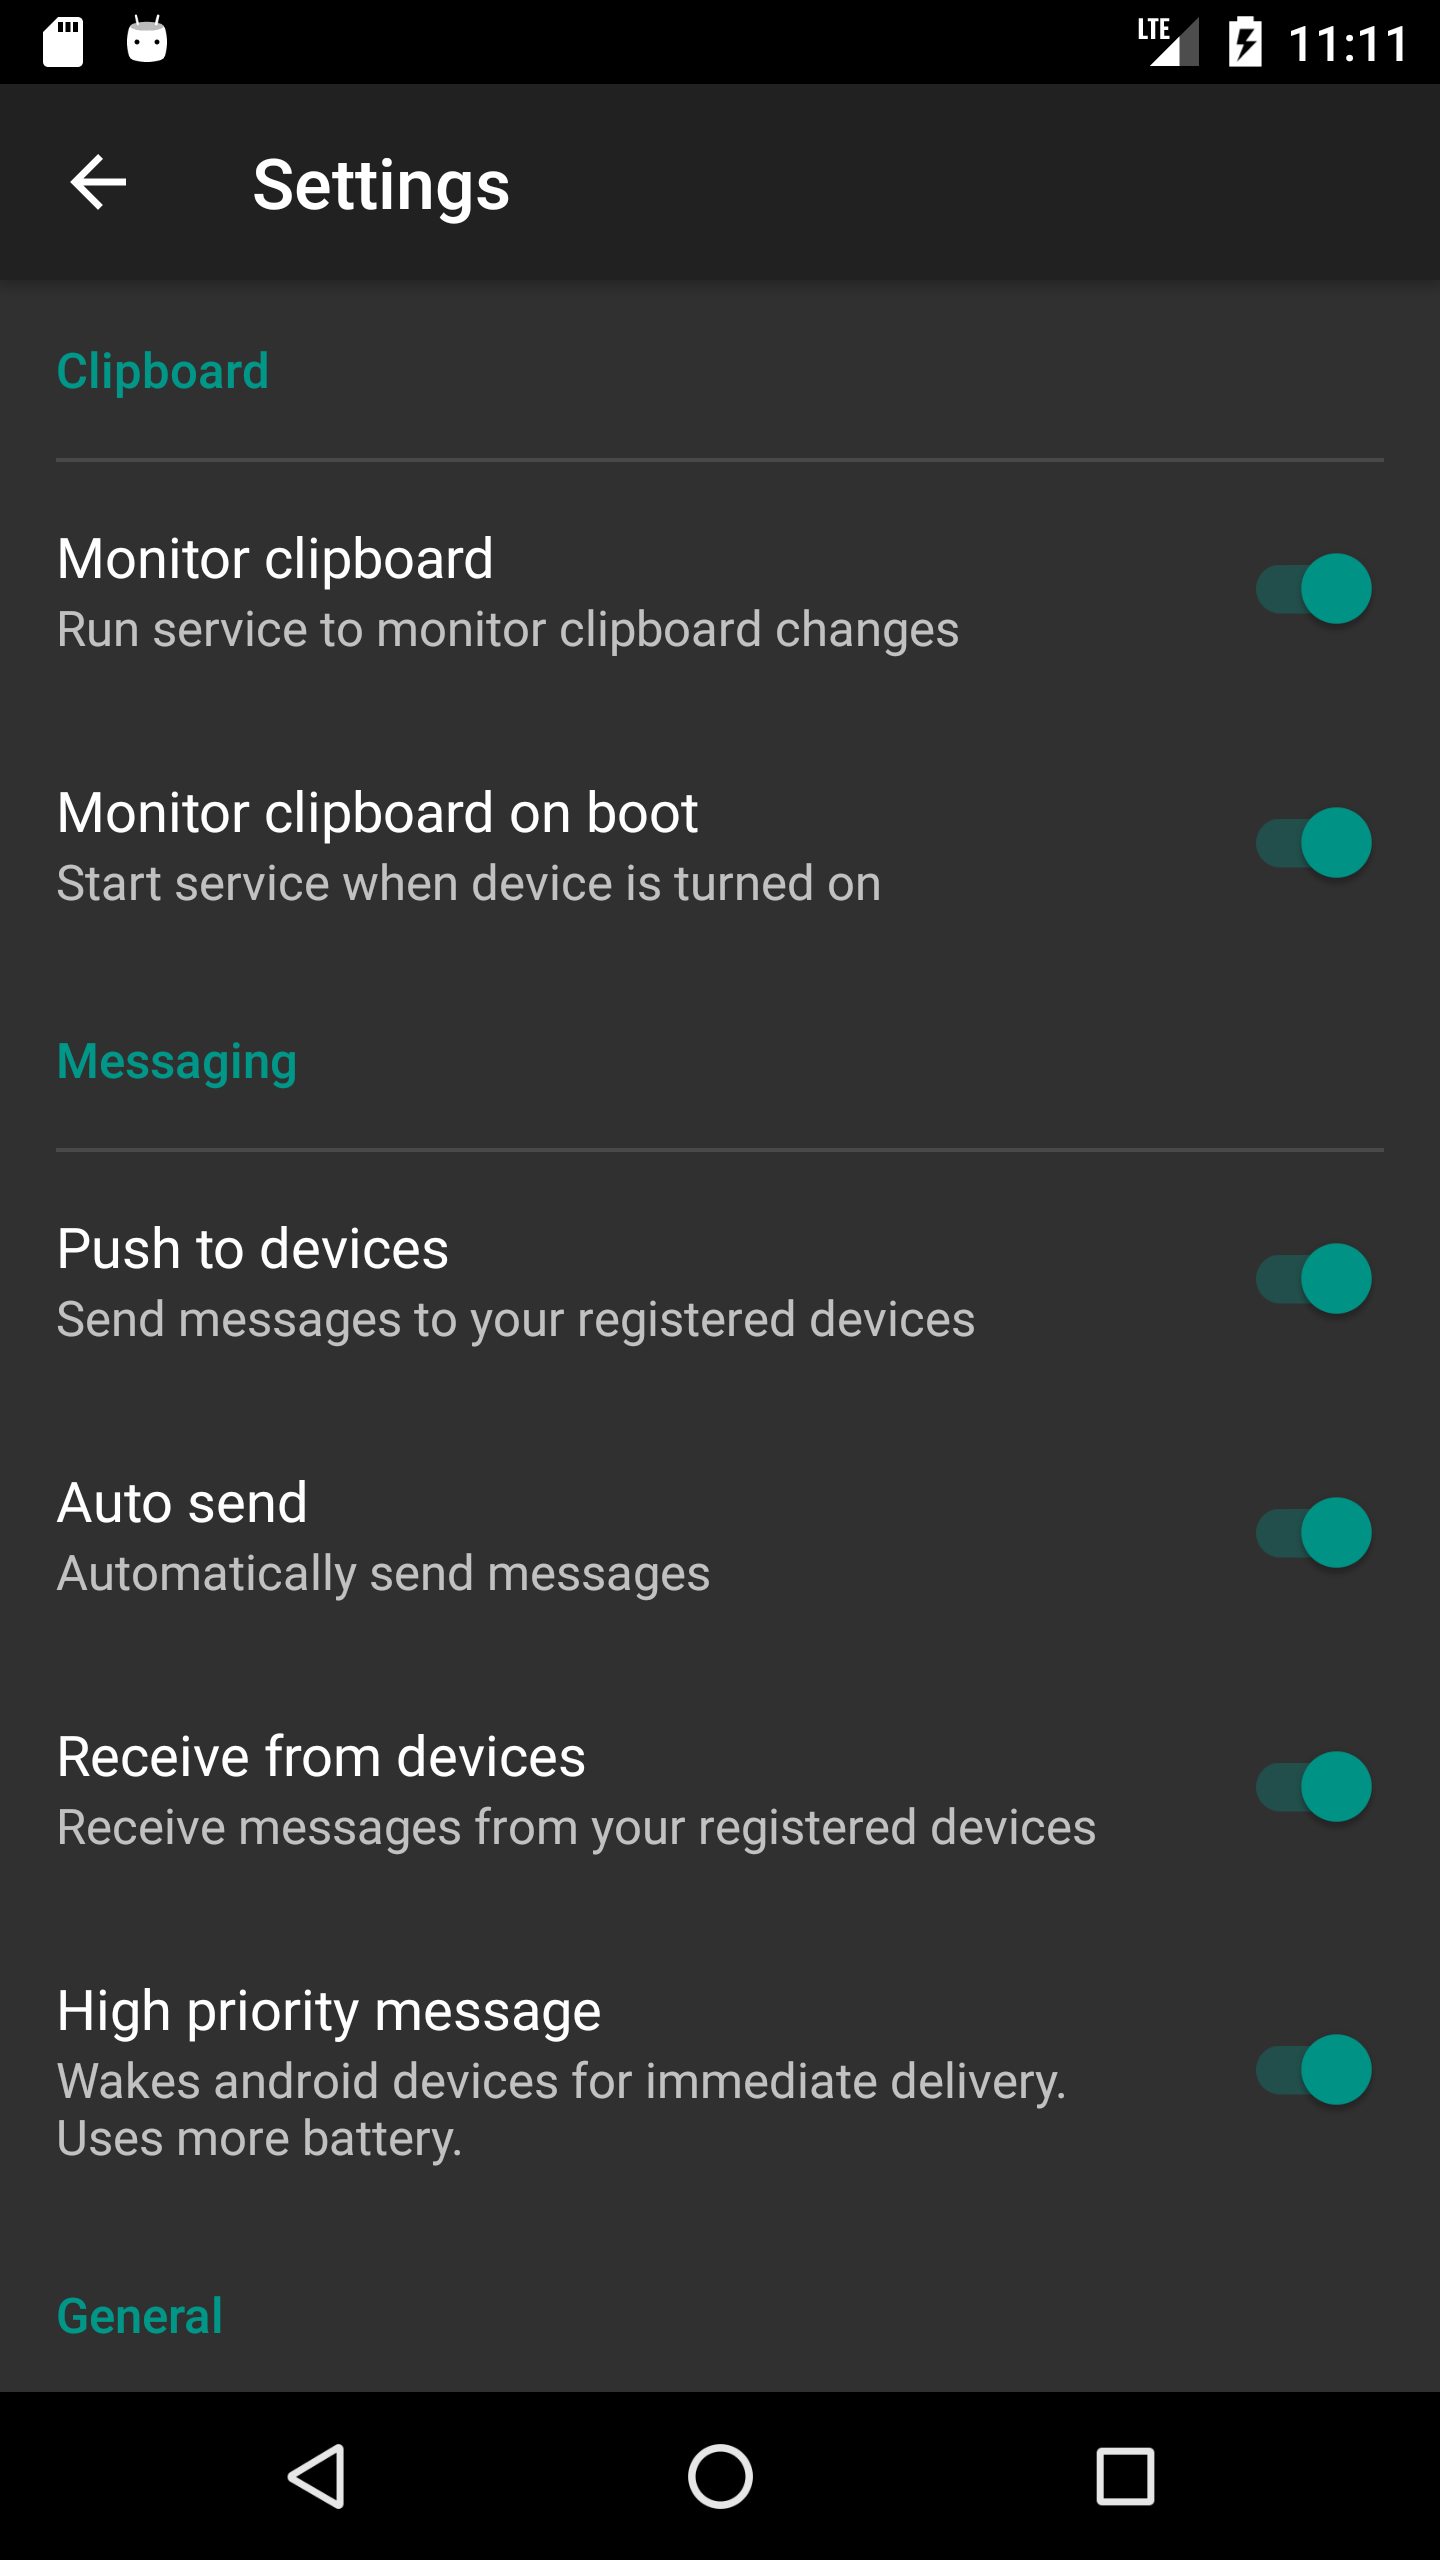 LTE 11:11
Settings
Clipboard
Monitor clipboard
Run service to monitor clipboard changes
Monitor clipboard on boot
Start service when device is turned on
Messaging
Push to devices
Send messages to your registered devices
Auto send
Automatically send messages
Receive from devices
Receive messages from your registered devices
High priority message
Wakes android devices for immediate delivery.
Uses more battery.
General